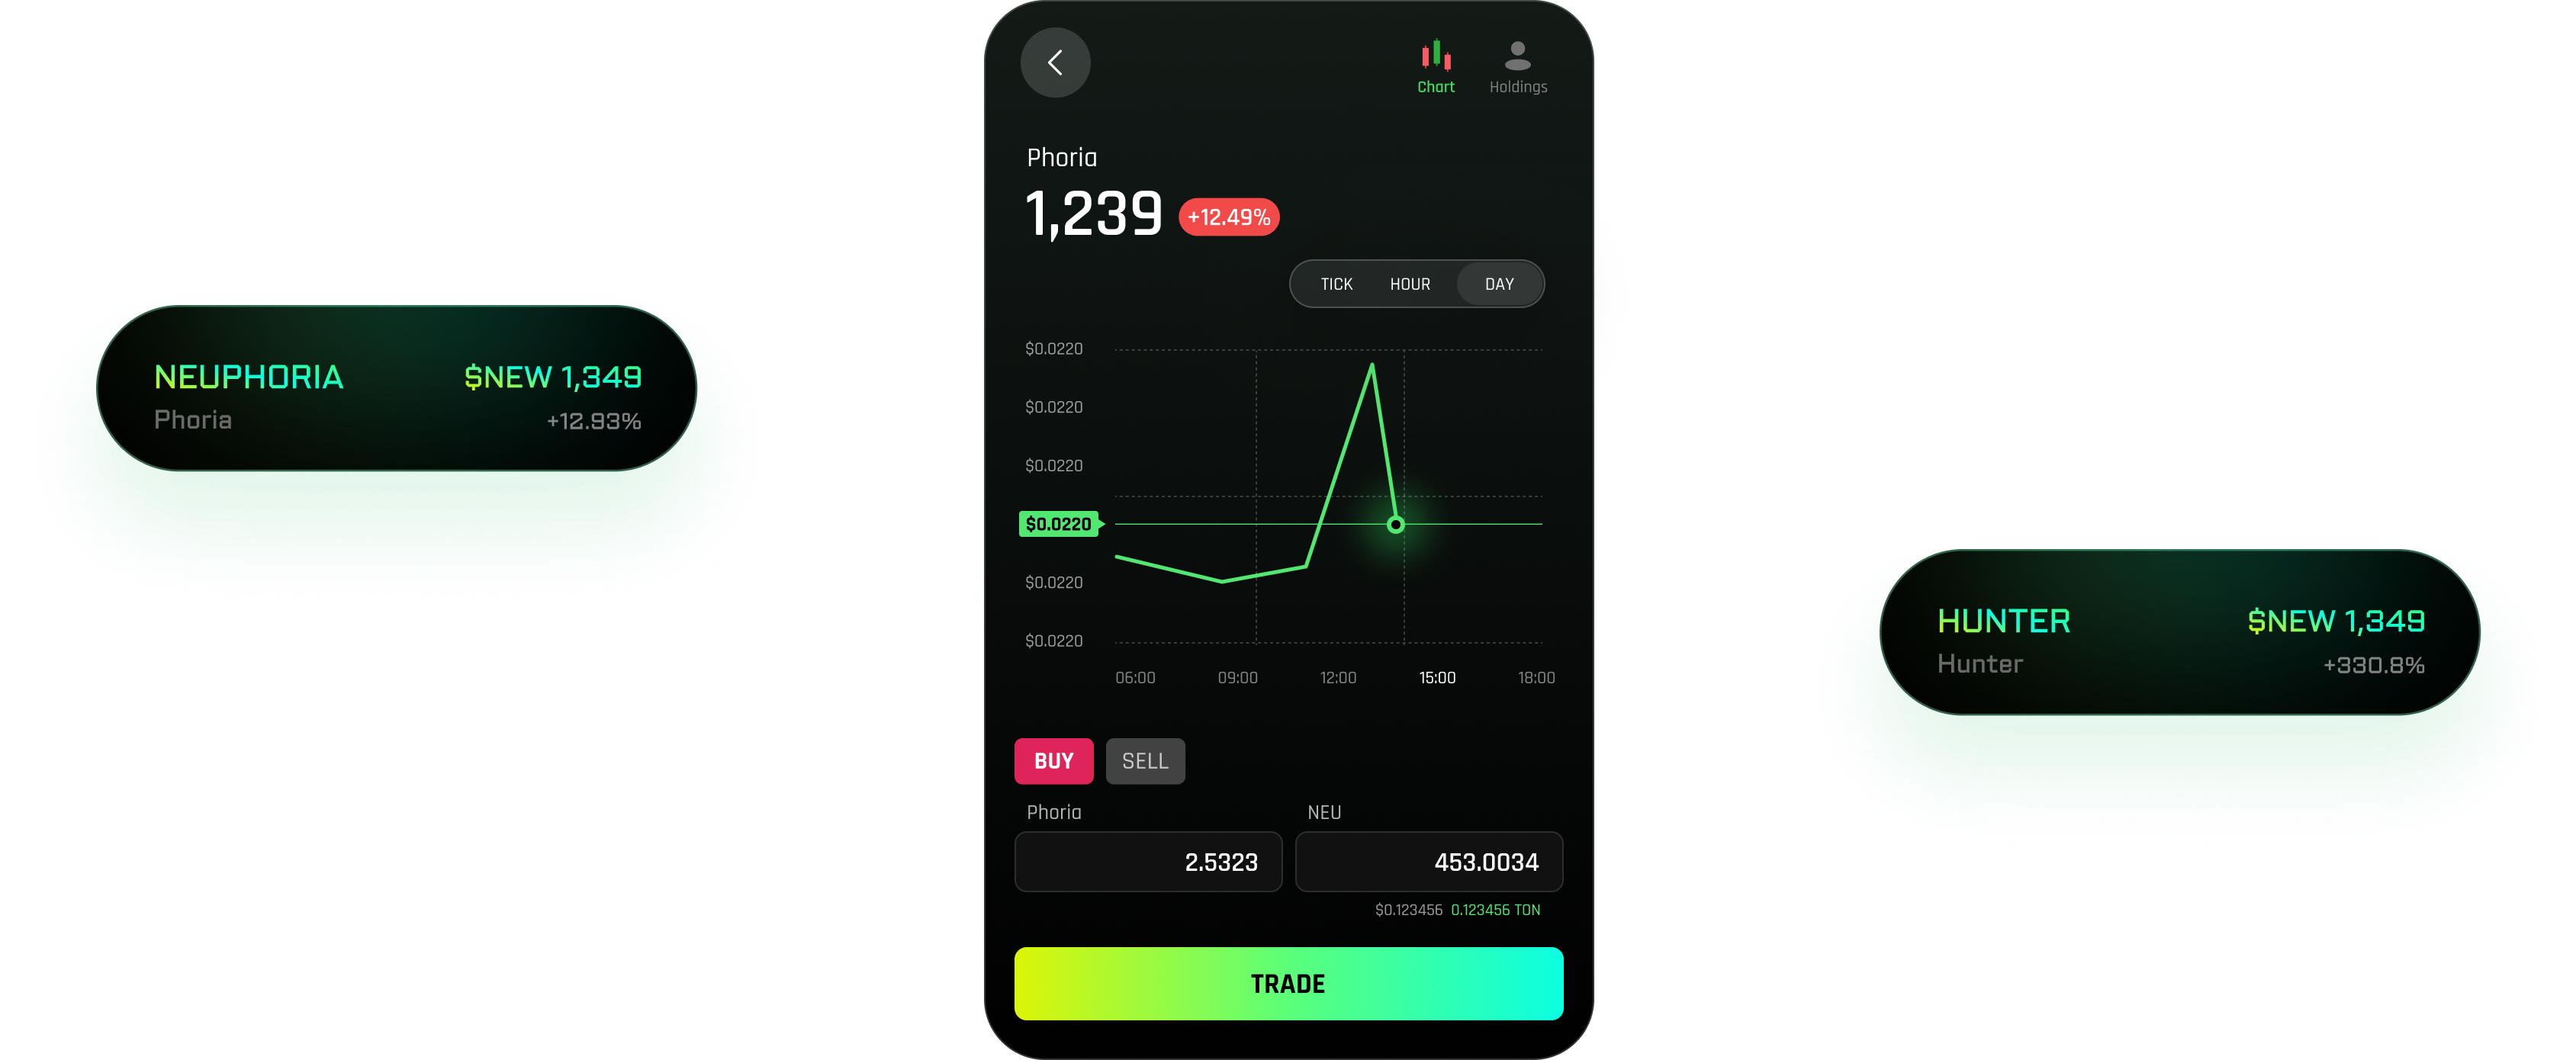 NEUPHORIA $NEW 1,349
Phoria +12.93%
Chart Holdings
Phoria
1,239 +12.49%
TICK HOUR DAY
$0.0220
$0.0220
$0.0220
$0.0220
$0.0220
$0.0220
06:00 09:00 12:00 15:00 18:00
BUY SELL
Phoria NEU
2.5323 453.0034
$0.123456 0.123456 TON
TRADE
HUNTER $NEW 1,349
Hunter +330.8%